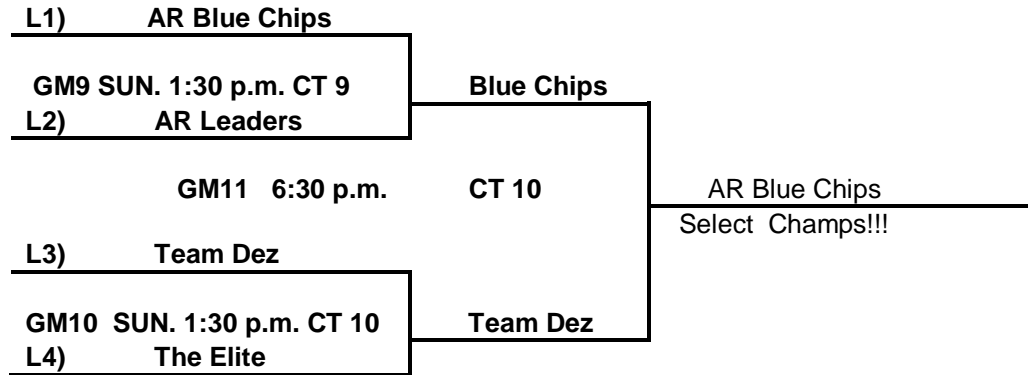 L1) AR Blue Chips
GM9 SUN. 1:30 p.m. CT 9 Blue Chips
L2) AR Leaders
GM11 6:30 p.m. CT 10 AR Blue Chips
Select Champs!!!
L3) Team Dez
GM10 SUN. 1:30 p.m. CT 10 Team Dez
L4) The Elite